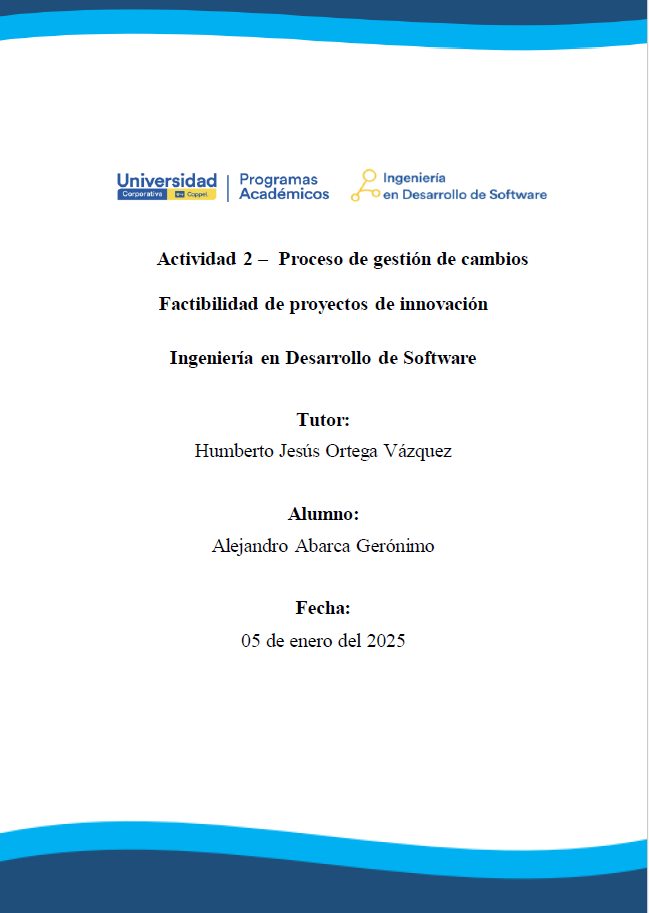 Universidad
Corporativa Coppel
Programas
Académicos
Ingeniería
en Desarrollo de Software
Actividad 2 – Proceso de gestión de cambios
Factibilidad de proyectos de innovación
Ingeniería en Desarrollo de Software
Tutor:
Humberto Jesús Ortega Vázquez
Alumno:
Alejandro Abarca Gerónimo
Fecha:
05 de enero del 2025